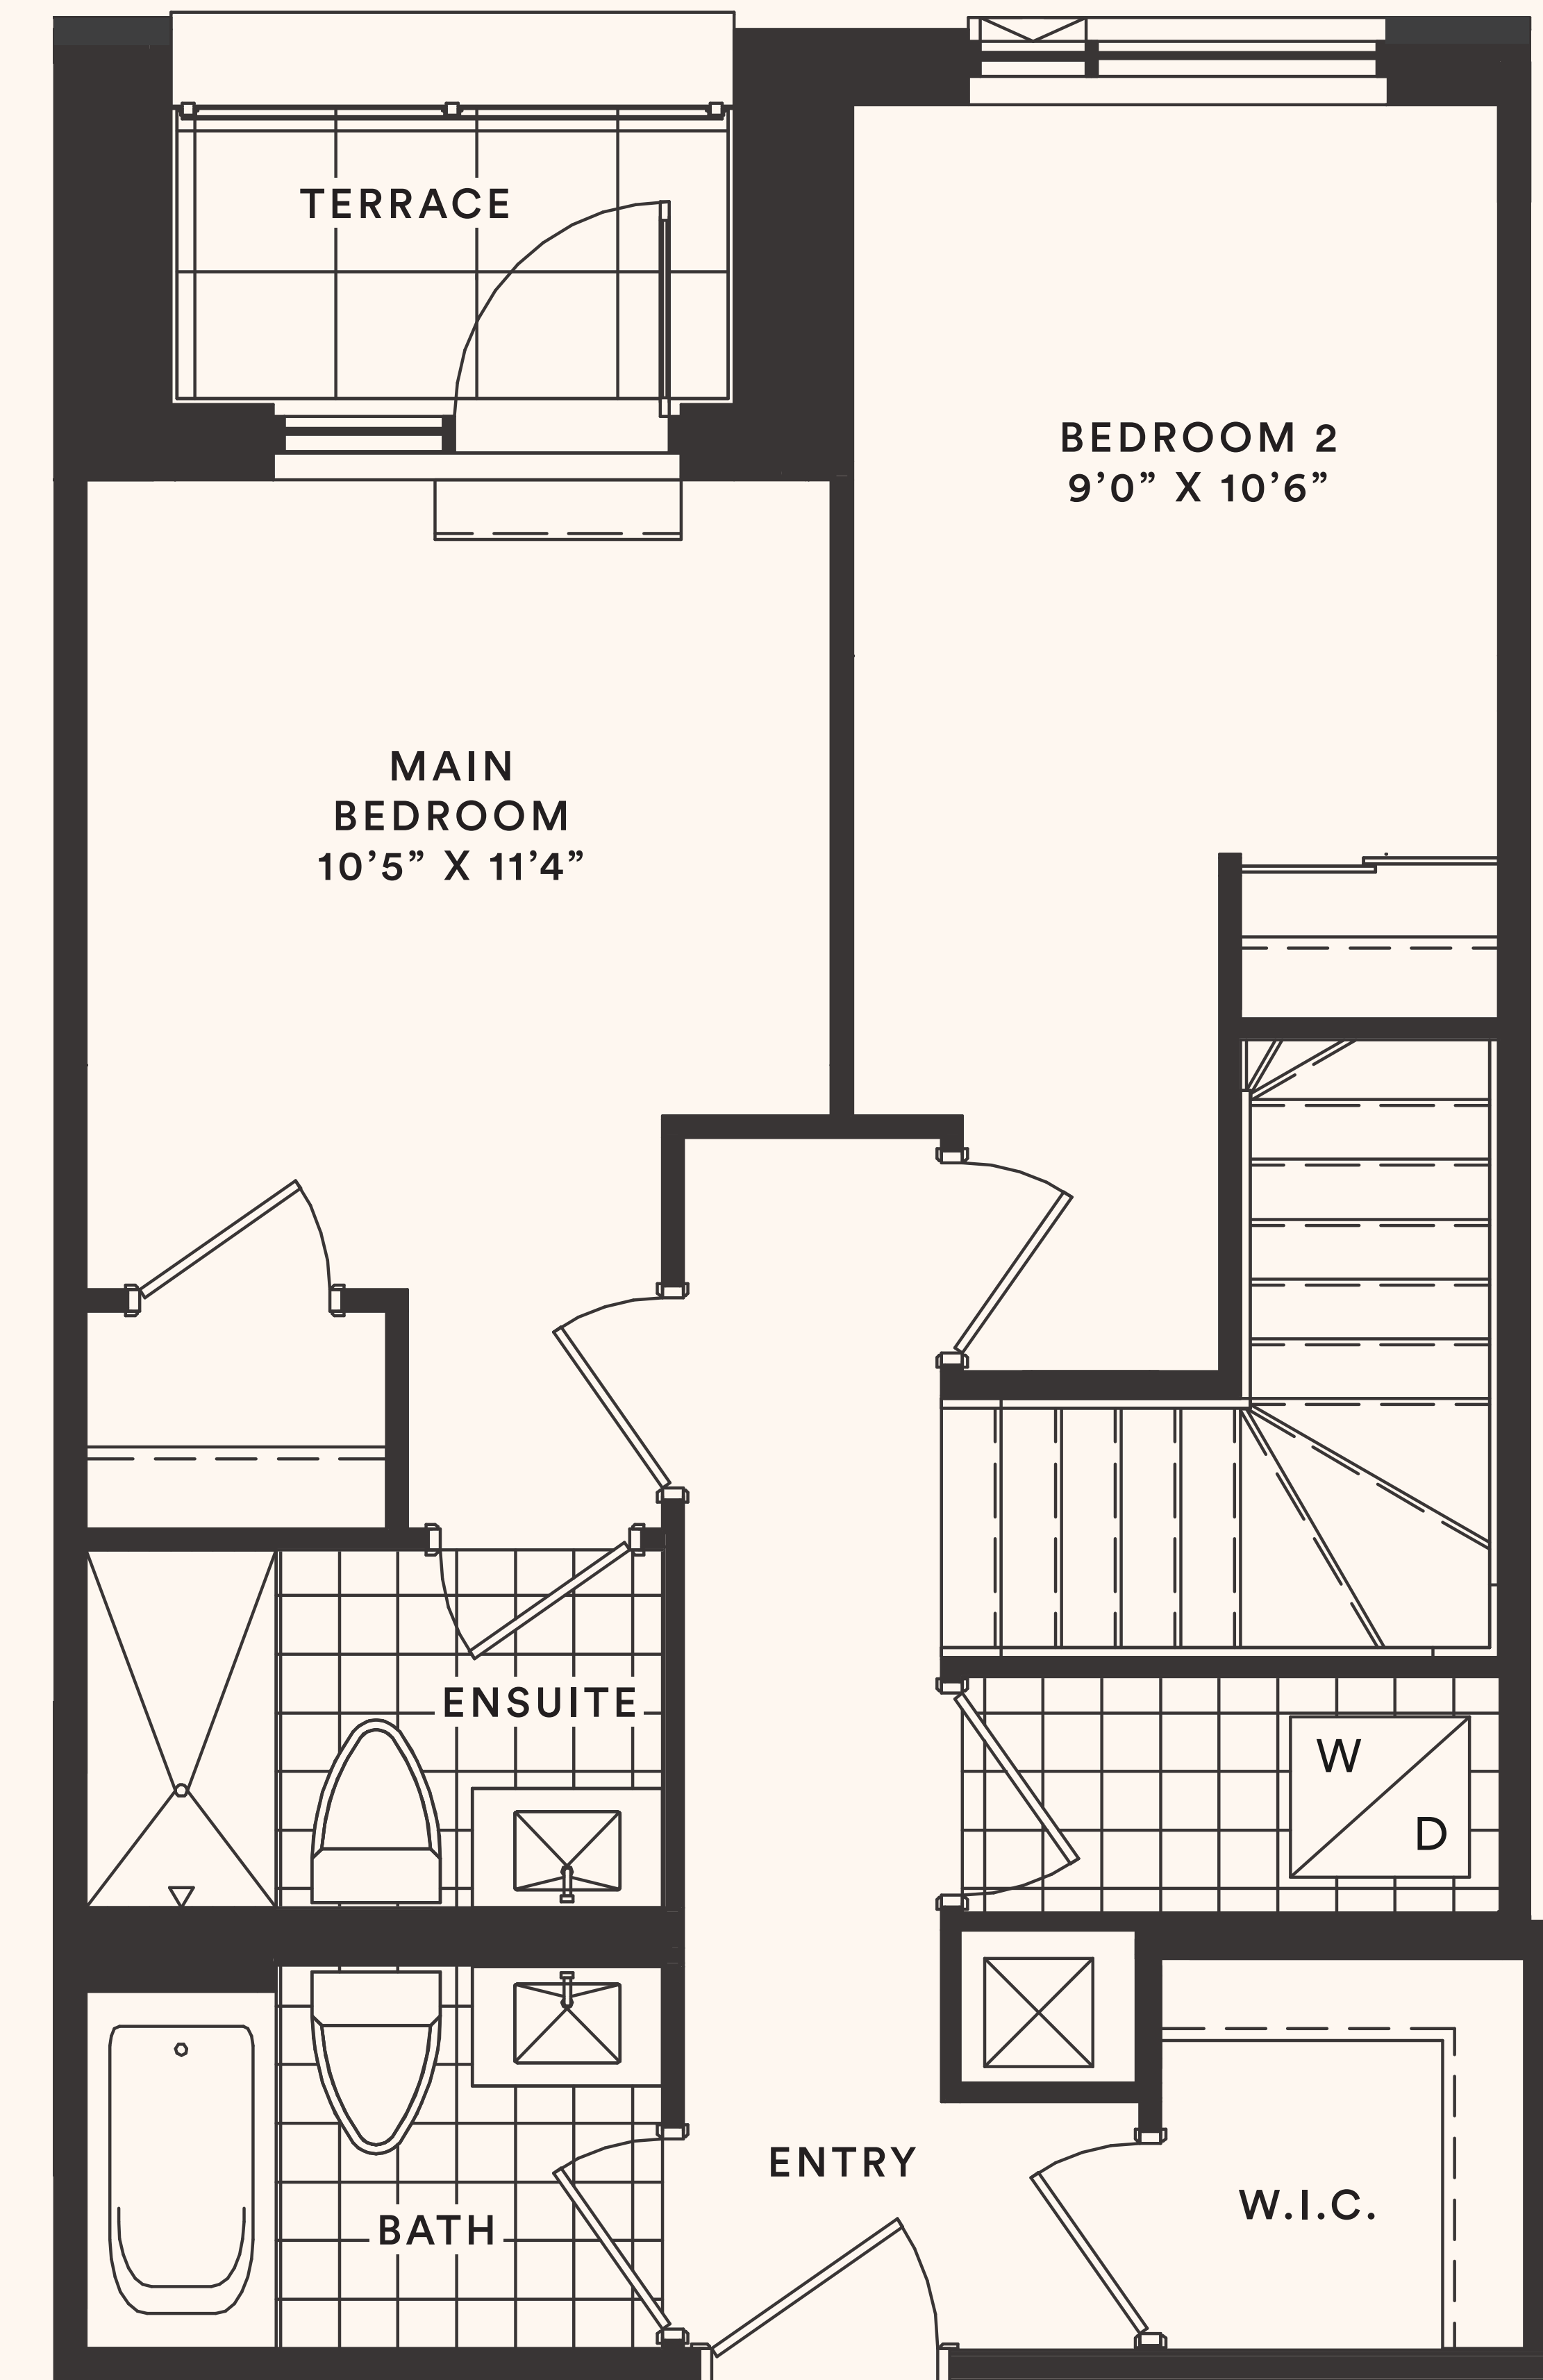 TERRACE
BEDROOM 2
9’0” X 10’6”
MAIN
BEDROOM
10’5” X 11’4”
ENSUITE
W
D
ENTRY
W.I.C.
BATH